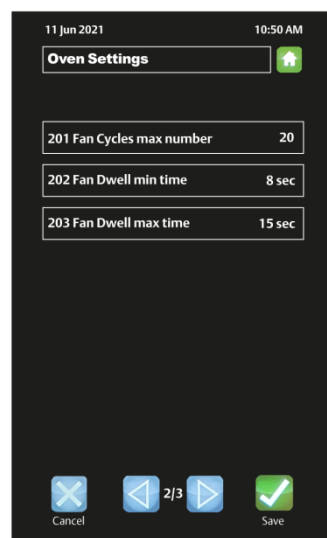 11 Jun 2021 10:50 AM
Oven Settings
201 Fan Cycles max number 20
202 Fan Dwell min time 8 sec
203 Fan Dwell max time 15 sec
2/3
Cancel Save